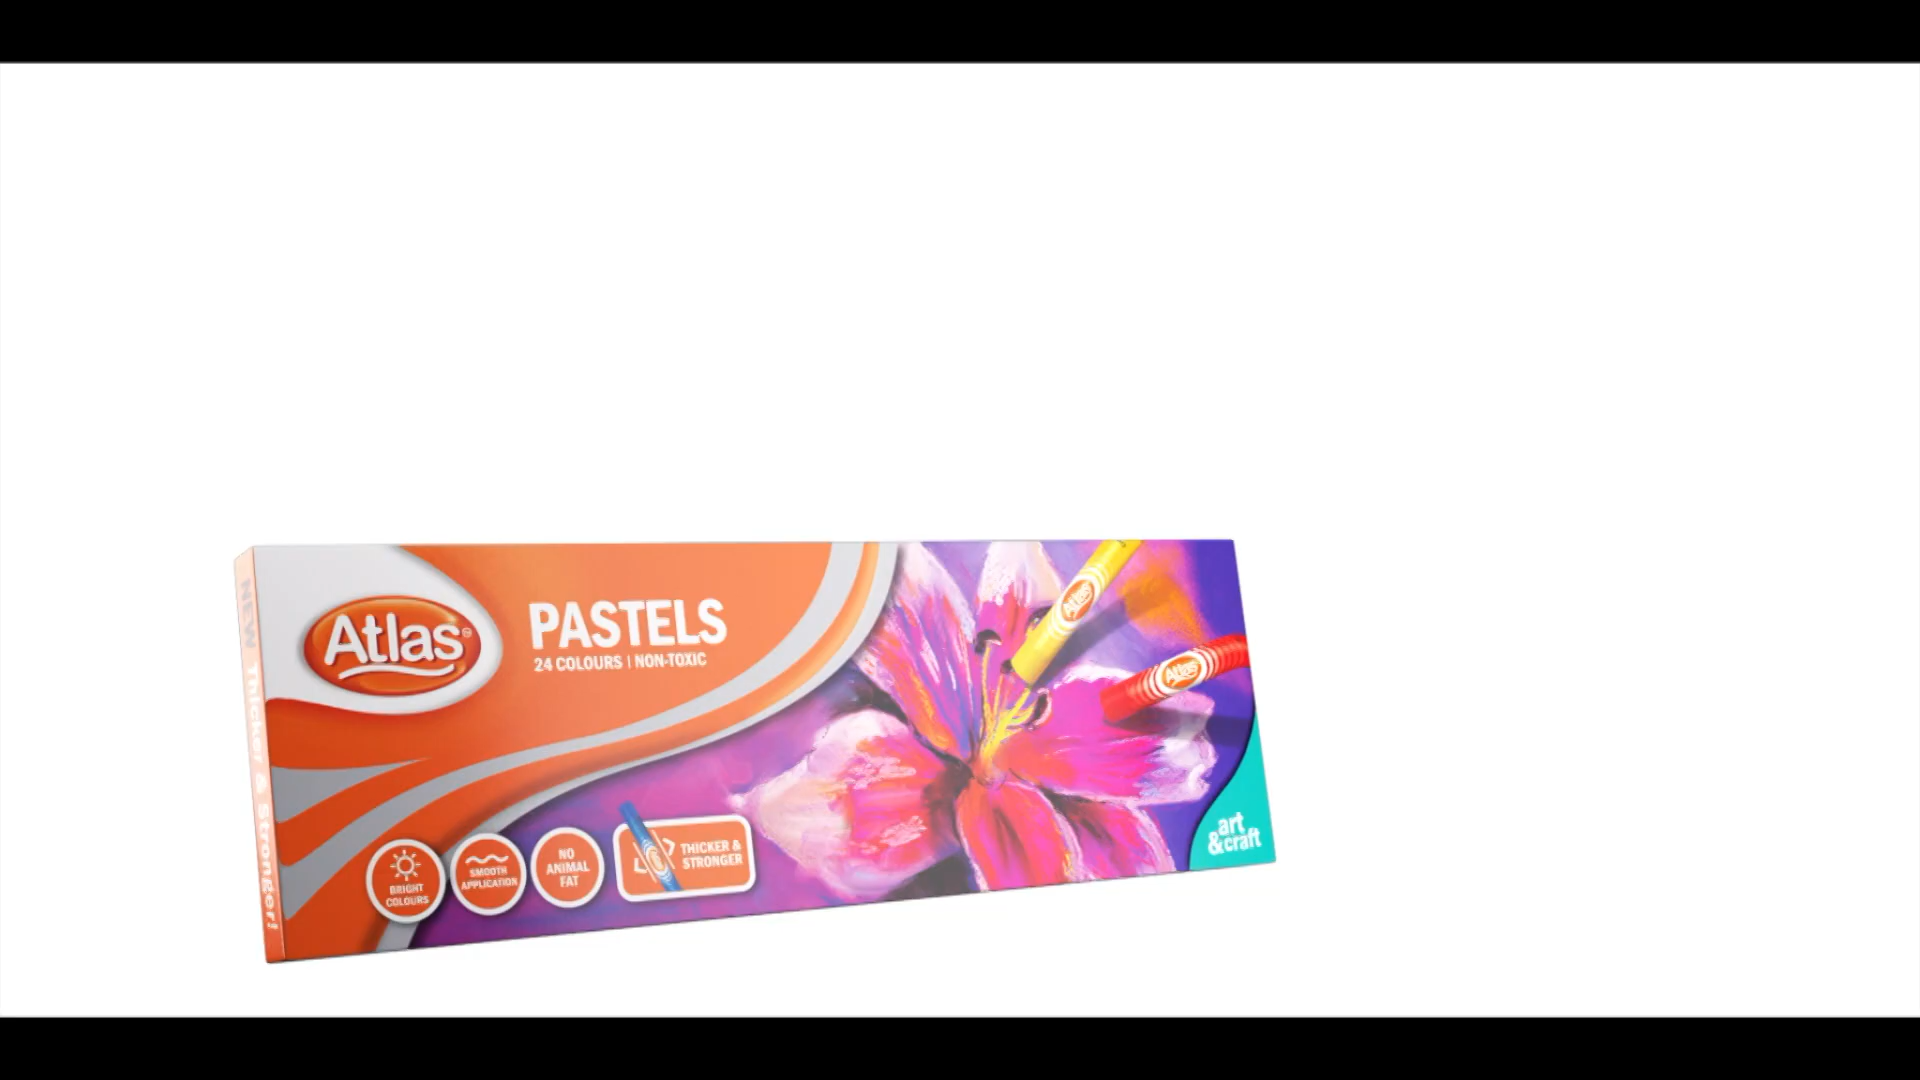 Atlas
PASTELS
24 COLOURS | NON-TOXIC
NEW Thicker & Stronger!
BRIGHT
COLOURS
SMOOTH
APPLICATION
NO
ANIMAL
FAT
THICKER &
STRONGER
Atlas
Atlas
art
&craft